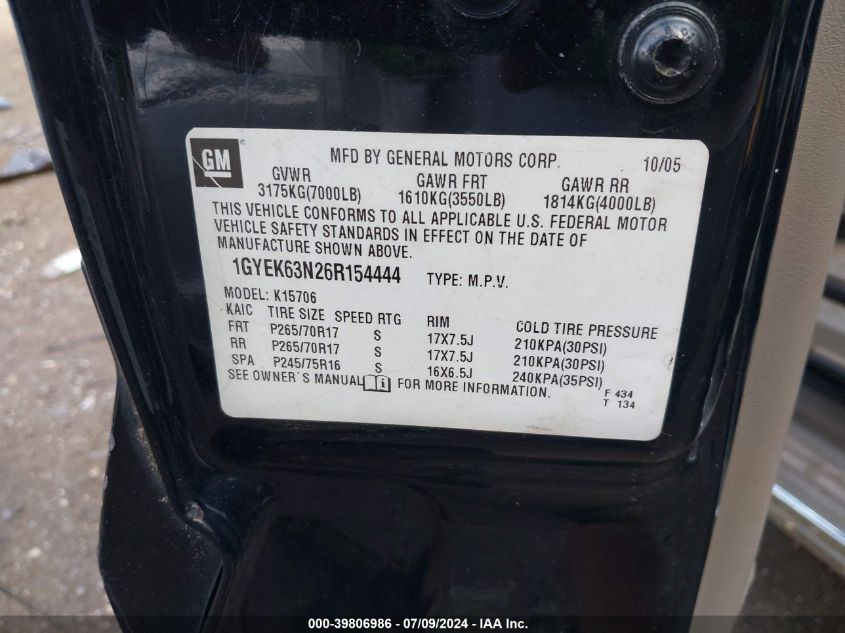 GM
MFD BY GENERAL MOTORS CORP. 10/05
GVWR GAWR FRT GAWR RR
3175KG(7000LB) 1610KG(3550LB) 1814KG(4000LB)
THIS VEHICLE CONFORMS TO ALL APPLICABLE U.S. FEDERAL MOTOR
VEHICLE SAFETY STANDARDS IN EFFECT ON THE DATE OF
MANUFACTURE SHOWN ABOVE.
1GYEK63N26R154444 TYPE: M.P.V.
MODEL: K15706
KAIC TIRE SIZE SPEED RTG RIM COLD TIRE PRESSURE
FRT P265/70R17 S 17X7.5J 210KPA(30PSI)
RR P265/70R17 S 17X7.5J 210KPA(30PSI)
SPA P245/75R16 S 16X6.5J 240KPA(35PSI)
SEE OWNER'S MANUAL i FOR MORE INFORMATION.
F 434
T 134
000-39806986 - 07/09/2024 - IAA Inc.